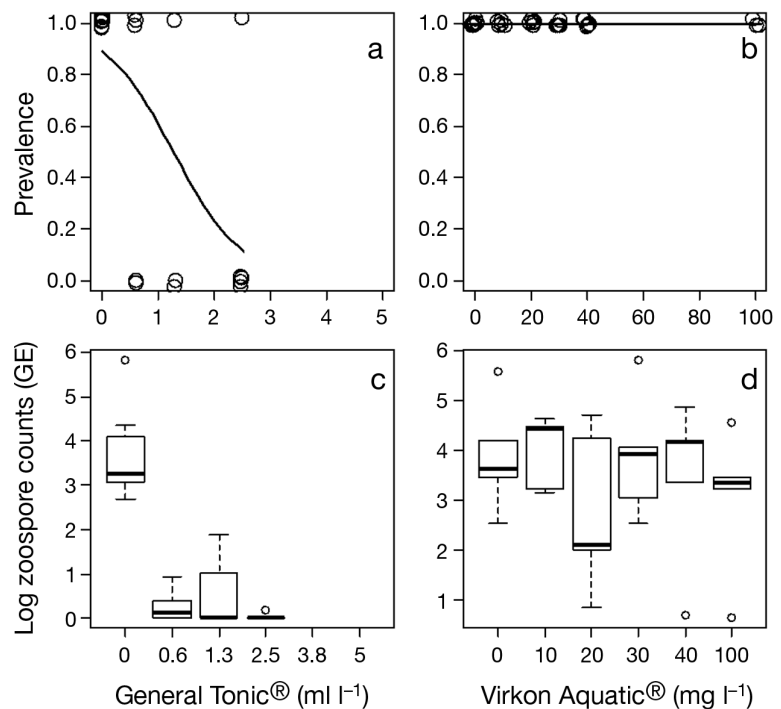 1.0
0.8
0.6
0.4
0.2
0.0
Prevalence
a
0 1 2 3 4 5
1.0
0.8
0.6
0.4
0.2
0.0
b
0 20 40 60 80 100
6
5
4
3
2
1
0
Log zoospore counts (GE)
c
0 0.6 1.3 2.5 3.8 5
General Tonic® (ml l⁻¹)
6
5
4
3
2
1
d
0 10 20 30 40 100
Virkon Aquatic® (mg l⁻¹)